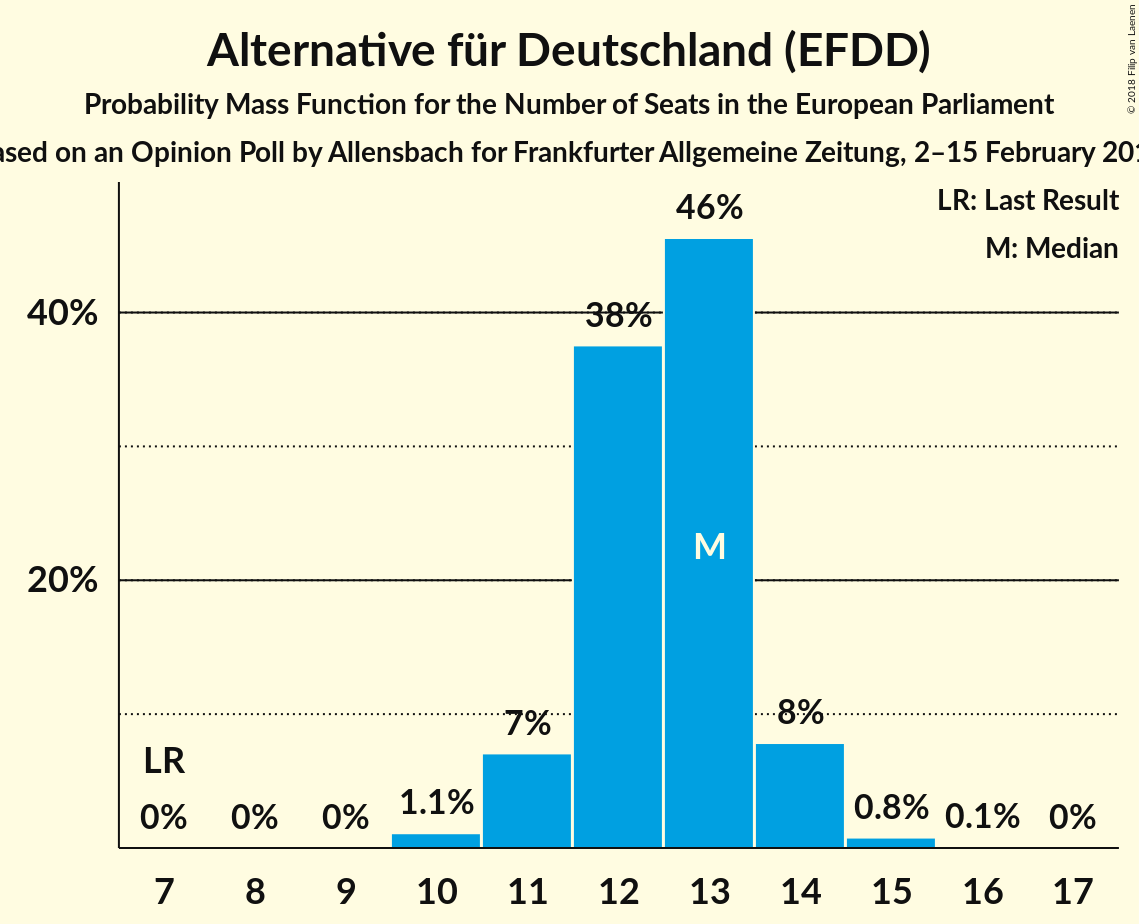 Alternative für Deutschland (EFDD)
Probability Mass Function for the Number of Seats in the European Parliament
on an Opinion Poll by Allensbach for Frankfurter Allgemeine Zeitung, 2–15 February
© 2018 Filip van Laenen
LR: Last Result
M: Median
46%
40%
38%
M
20%
7%
8%
LR
0%
0%
0%
1.1%
0.8%
0.1%
0%
7 8 9 10 11 12 13 14 15 16 17